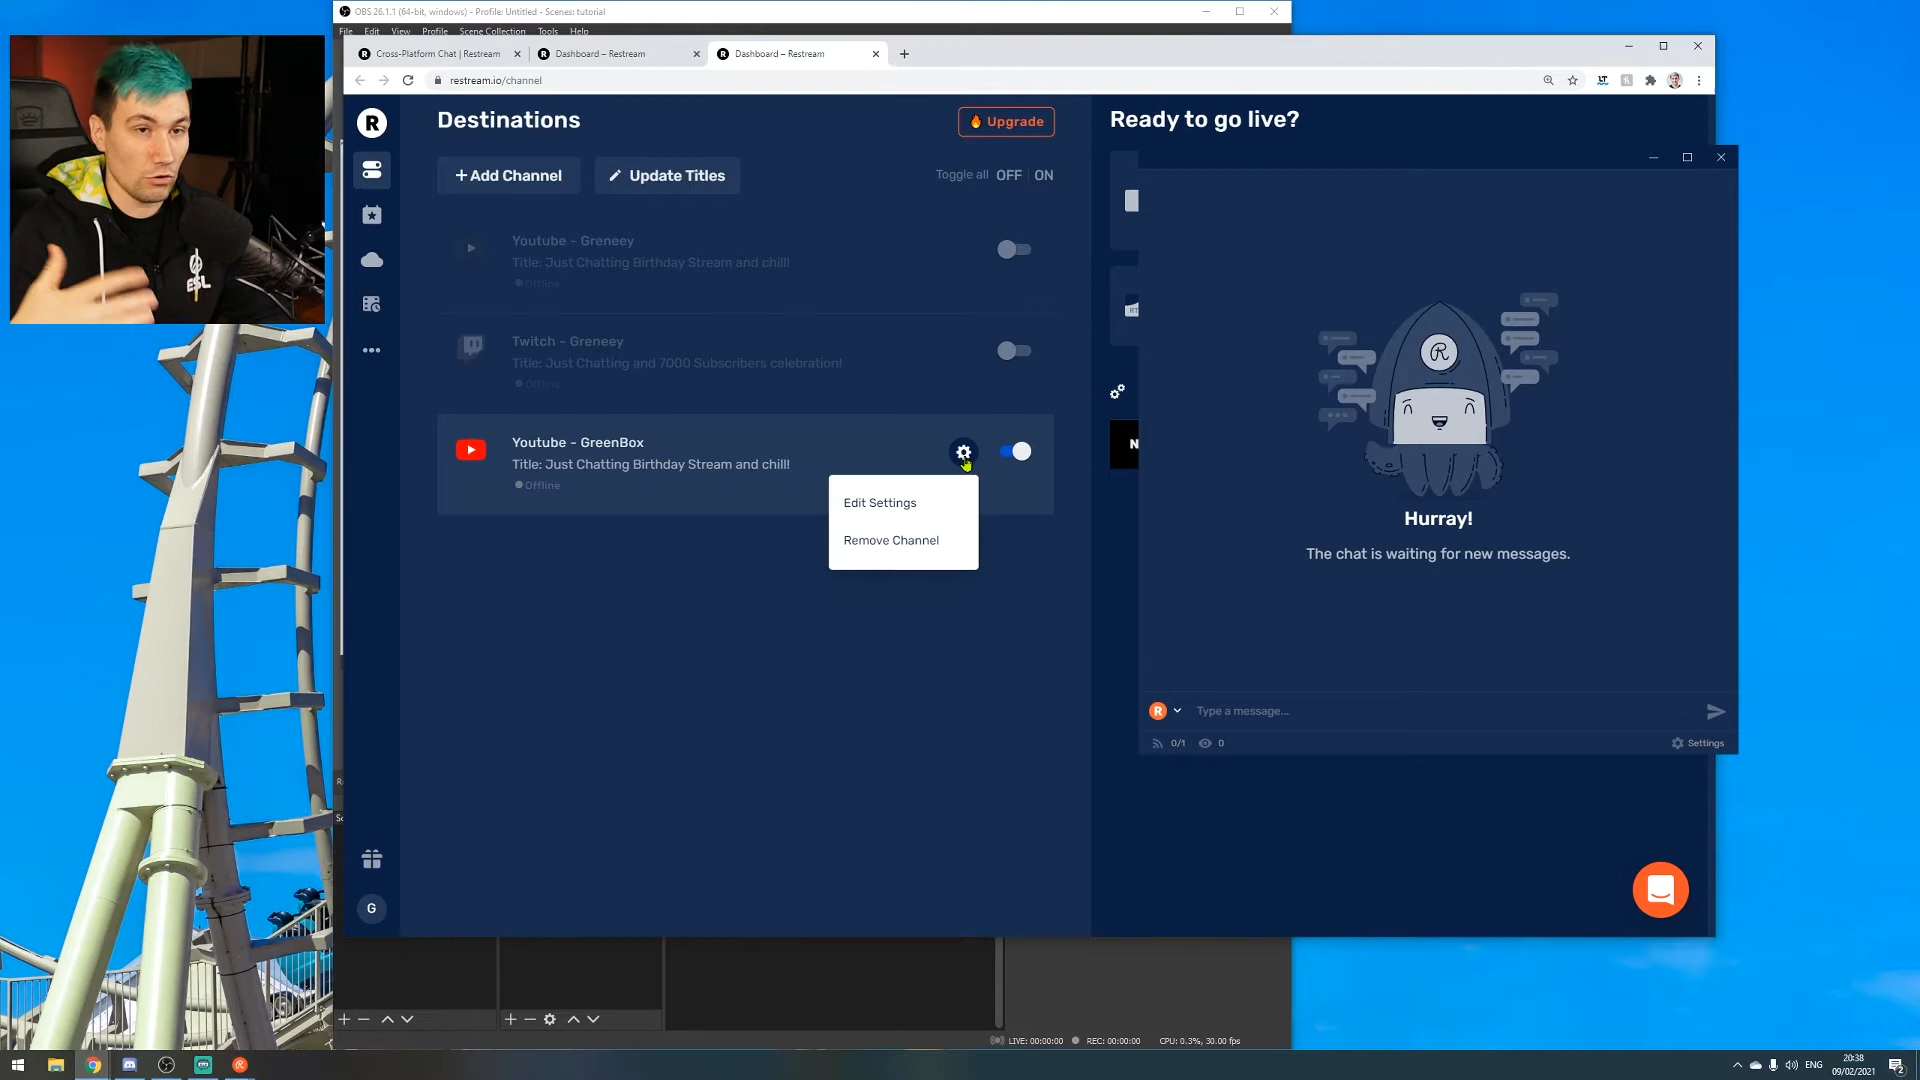 OBS 26.1.1 (64-bit, windows) - Profile: Untitled - Scenes: tutorial
File Edit View Profile Scene Collection Tools Help
Cross-Platform Chat | Restream
Dashboard – Restream
Dashboard – Restream
restream.io/channel
R
Destinations
Upgrade
Ready to go live?
+Add Channel
Update Titles
Toggle all OFF | ON
Youtube - Greneey
Title: Just Chatting Birthday Stream and chill!
Offline
Twitch - Greneey
Title: Just Chatting and 7000 Subscribers celebration!
Offline
Youtube - GreenBox
Title: Just Chatting Birthday Stream and chill!
Offline
Edit Settings
Remove Channel
RT
N
R
Hurray!
The chat is waiting for new messages.
R
Type a message...
0/1
0
Settings
G
ESL
LIVE: 00:00:00
REC: 00:00:00
CPU: 0.3%, 30.00 fps
ENG
20:38
09/02/2021
2